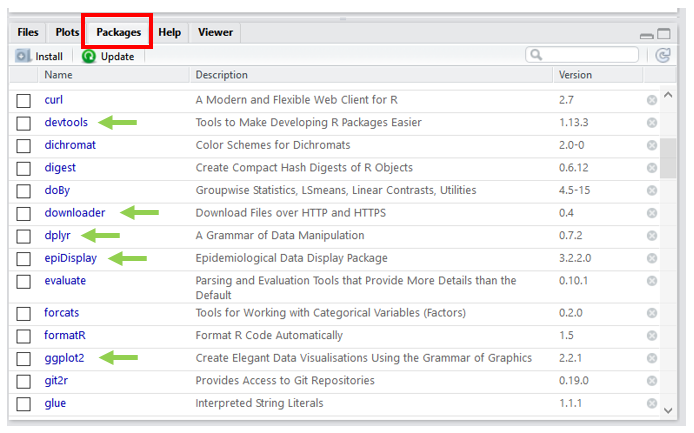 Files Plots Packages Help Viewer
Install Update
Name Description Version
curl A Modern and Flexible Web Client for R 2.7
devtools Tools to Make Developing R Packages Easier 1.13.3
dichromat Color Schemes for Dichromats 2.0-0
digest Create Compact Hash Digests of R Objects 0.6.12
doBy Groupwise Statistics, LSmeans, Linear Contrasts, Utilities 4.5-15
downloader Download Files over HTTP and HTTPS 0.4
dplyr A Grammar of Data Manipulation 0.7.2
epiDisplay Epidemiological Data Display Package 3.2.2.0
evaluate Parsing and Evaluation Tools that Provide More Details than the 0.10.1
Default
forcats Tools for Working with Categorical Variables (Factors) 0.2.0
formatR Format R Code Automatically 1.5
ggplot2 Create Elegant Data Visualisations Using the Grammar of Graphics 2.2.1
git2r Provides Access to Git Repositories 0.19.0
glue Interpreted String Literals 1.1.1